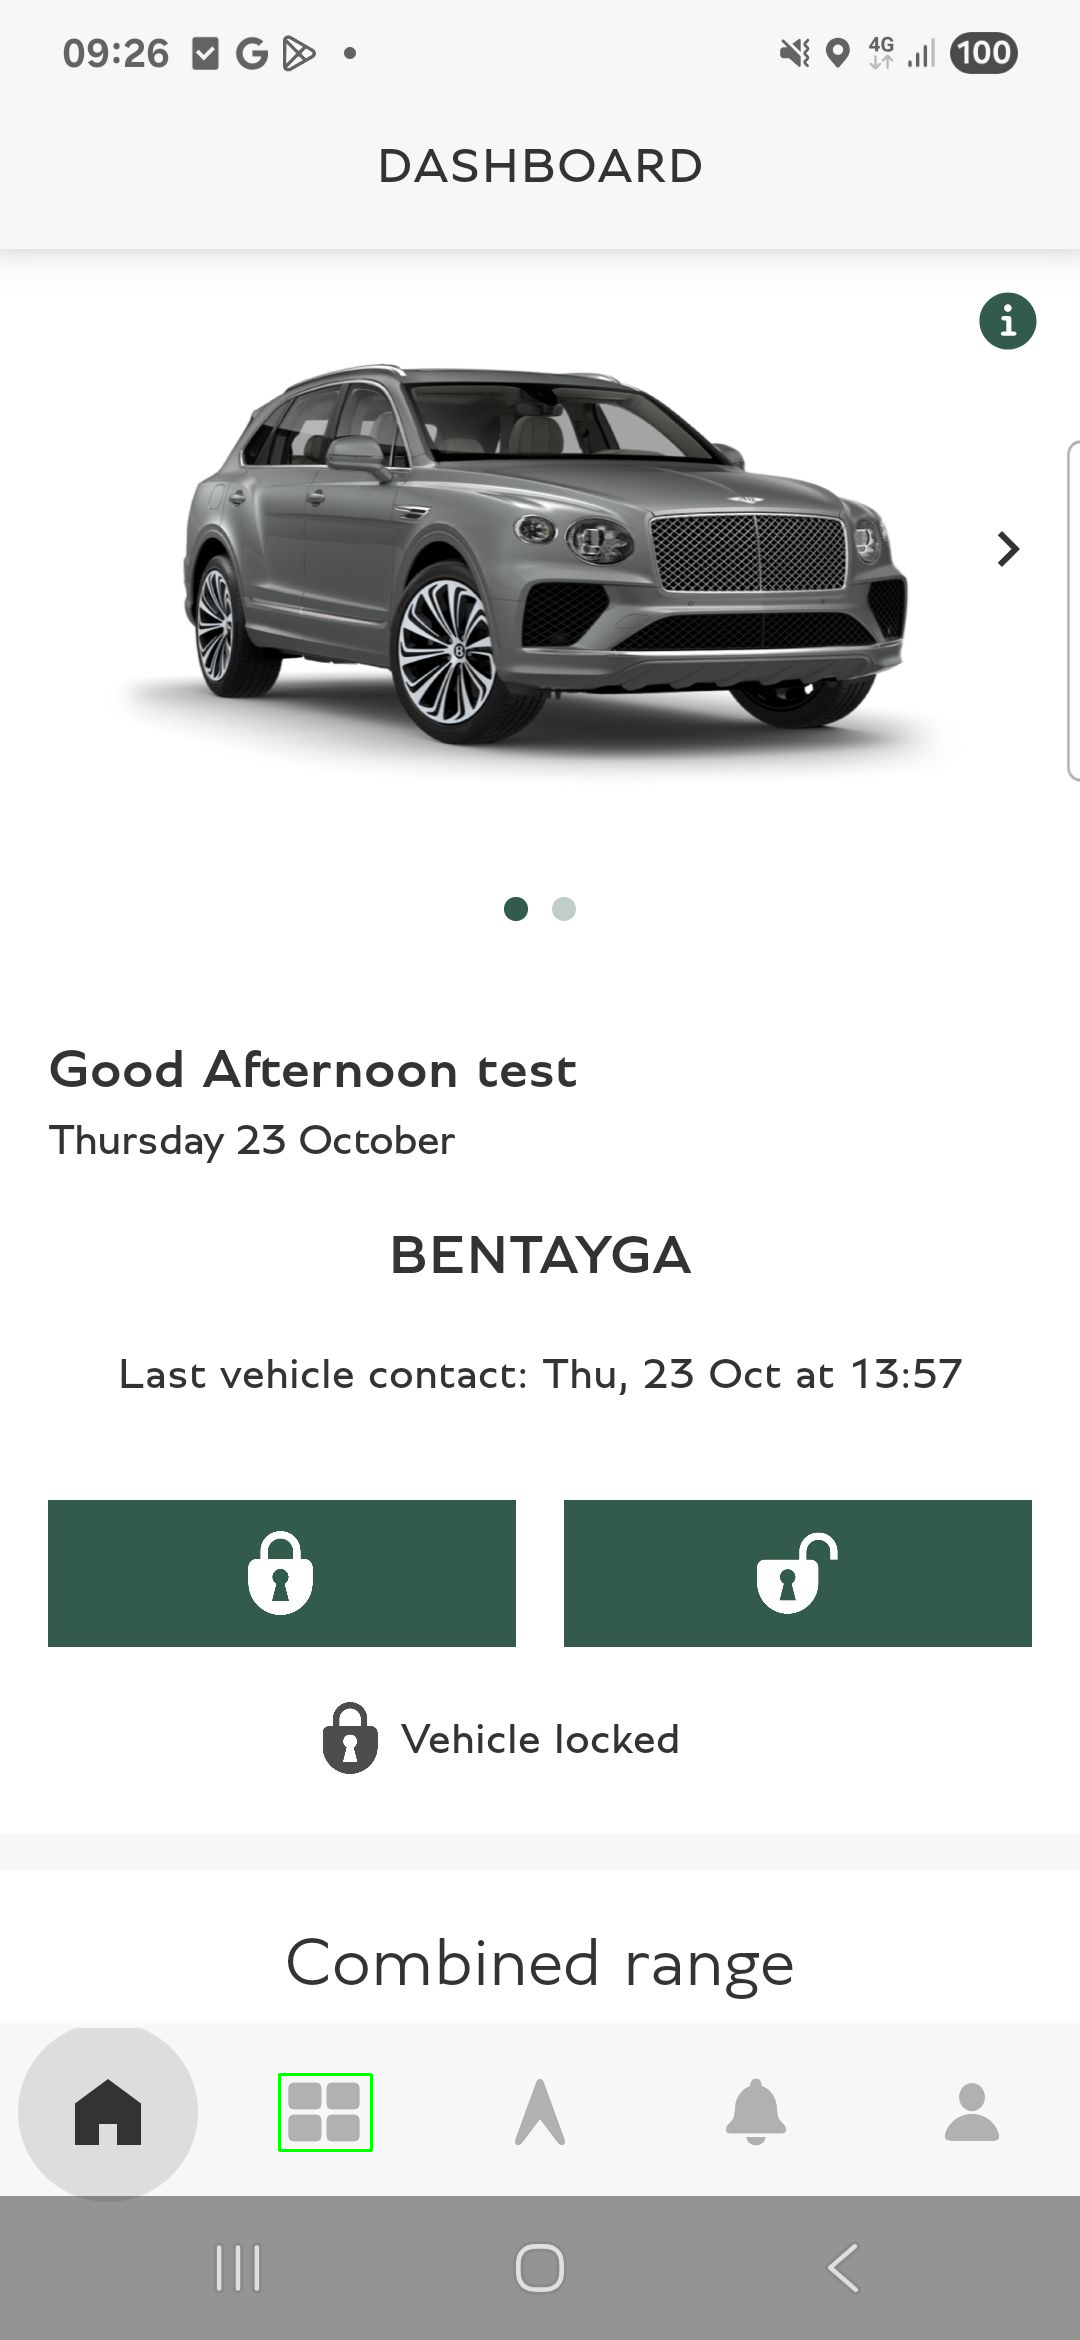 09:26
4G
100
DASHBOARD
Good Afternoon test
Thursday 23 October
BENTAYGA
Last vehicle contact: Thu, 23 Oct at 13:57
Vehicle locked
Combined range